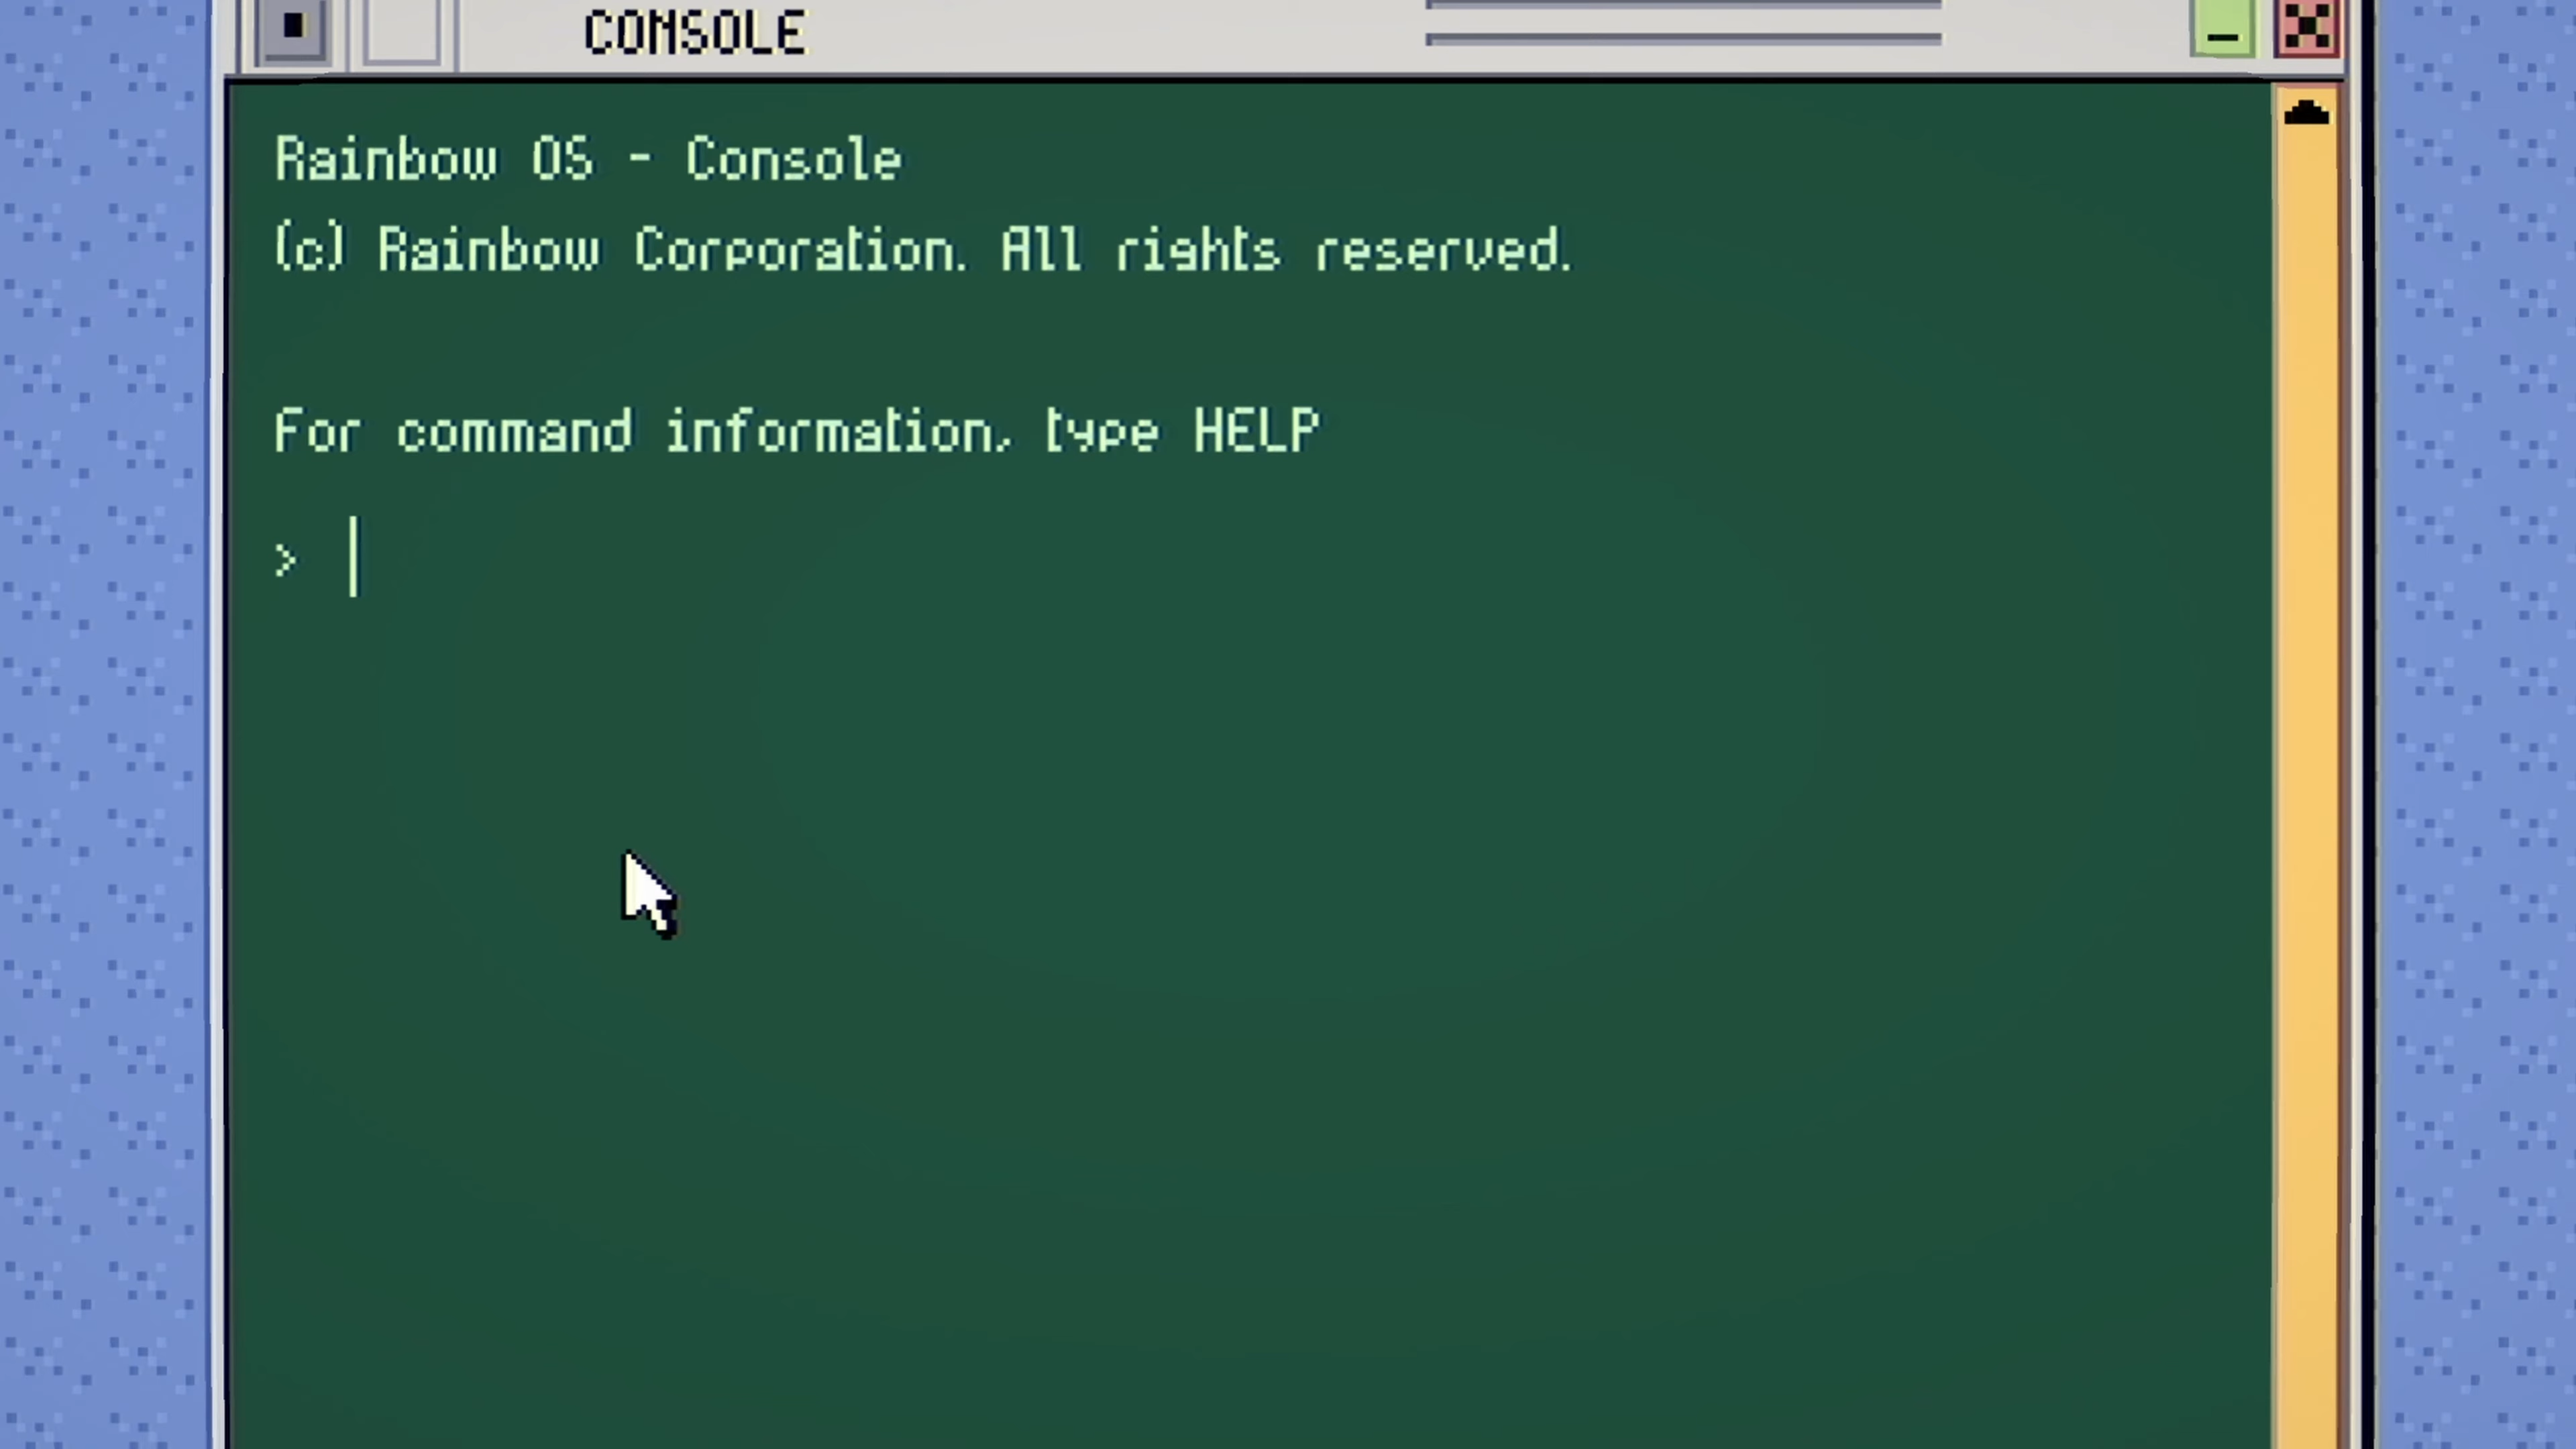 CONSOLE
Rainbow OS - Console
(c) Rainbow Corporation. All rights reserved.
For command information, type HELP
>